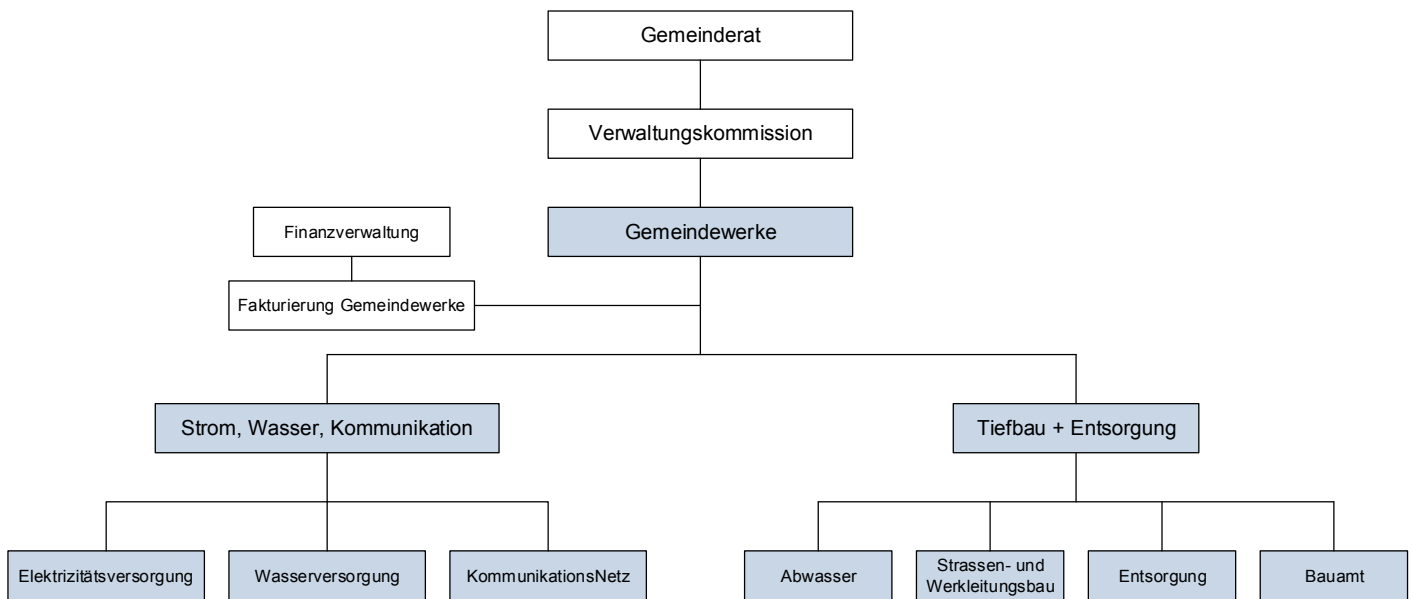 Gemeinderat
Verwaltungskommission
Finanzverwaltung
Gemeindewerke
Fakturierung Gemeindewerke
Strom, Wasser, Kommunikation
Tiefbau + Entsorgung
Elektrizitätsversorgung
Wasserversorgung
KommunikationsNetz
Abwasser
Strassen- und
Werkleitungsbau
Entsorgung
Bauamt